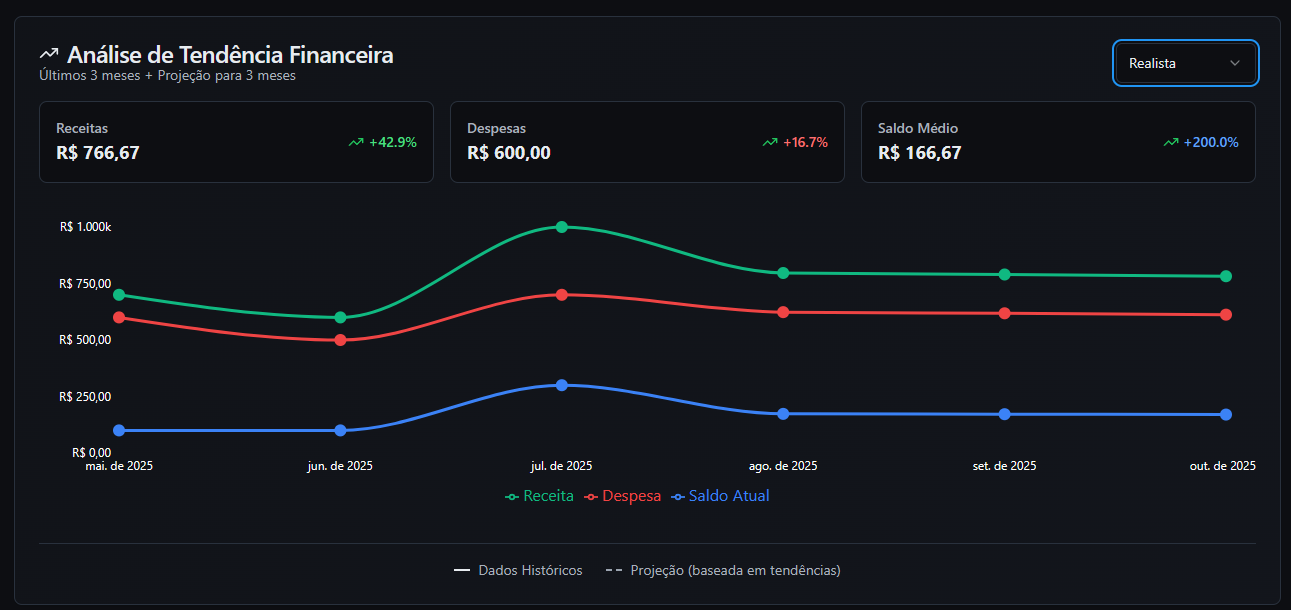 Análise de Tendência Financeira
Últimos 3 meses + Projeção para 3 meses
Realista
Receitas
R$ 766,67
+42.9%
Despesas
R$ 600,00
+16.7%
Saldo Médio
R$ 166,67
+200.0%
R$ 1.000k
R$ 750,00
R$ 500,00
R$ 250,00
R$ 0,00
mai. de 2025 jun. de 2025 jul. de 2025 ago. de 2025 set. de 2025 out. de 2025
Receita Despesa Saldo Atual
Dados Históricos Projeção (baseada em tendências)